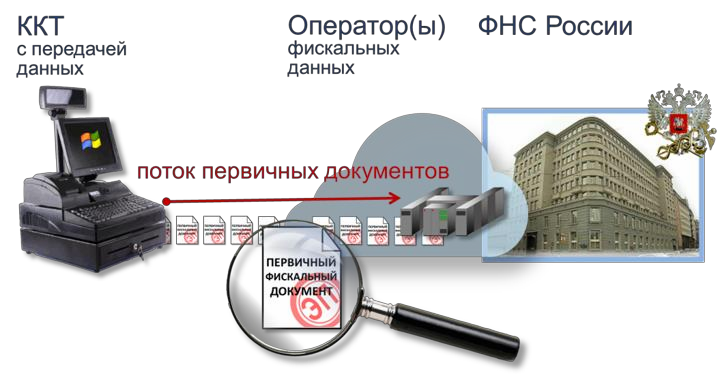 ККТ
с передачей
данных
Оператор(ы)
фискальных
данных
ФНС России
поток первичных документов
ПЕРВИЧНЫЙ
ФИСКАЛЬНЫЙ
ДОКУМЕНТ
ЭП